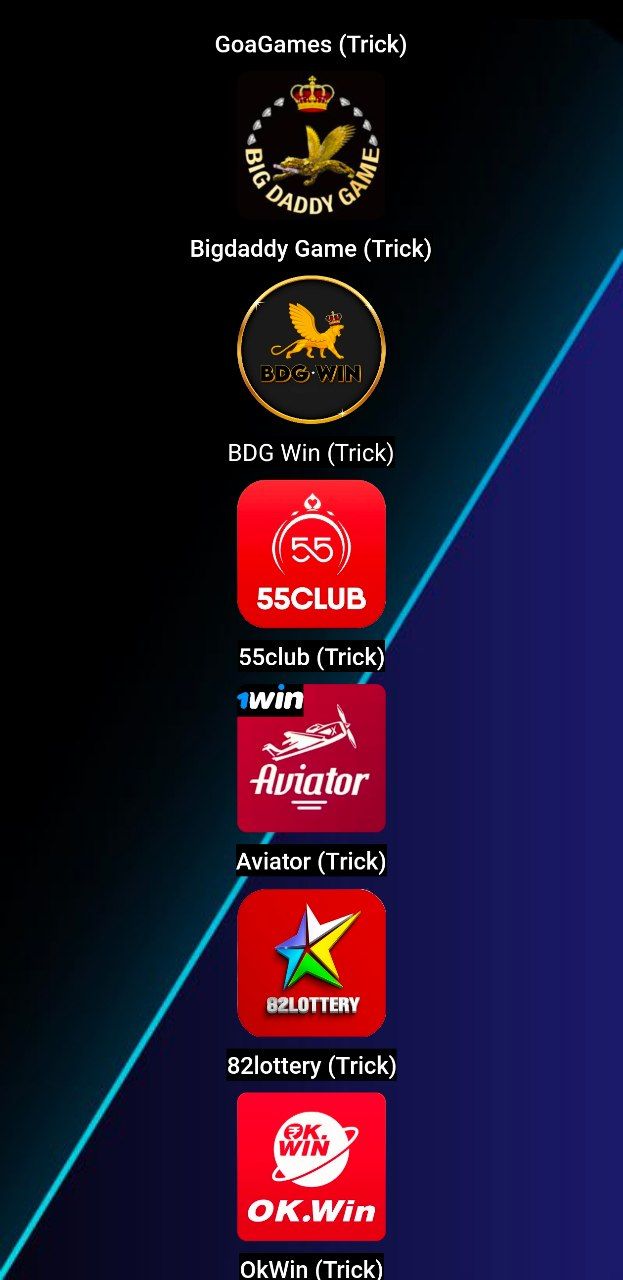 GoaGames (Trick)
BIG DADDY GAME
Bigdaddy Game (Trick)
BDG·WIN
BDG Win (Trick)
55
55CLUB
55club (Trick)
1win
Aviator
Aviator (Trick)
82LOTTERY
82lottery (Trick)
OK.
WIN
OK.Win
OkWin (Trick)